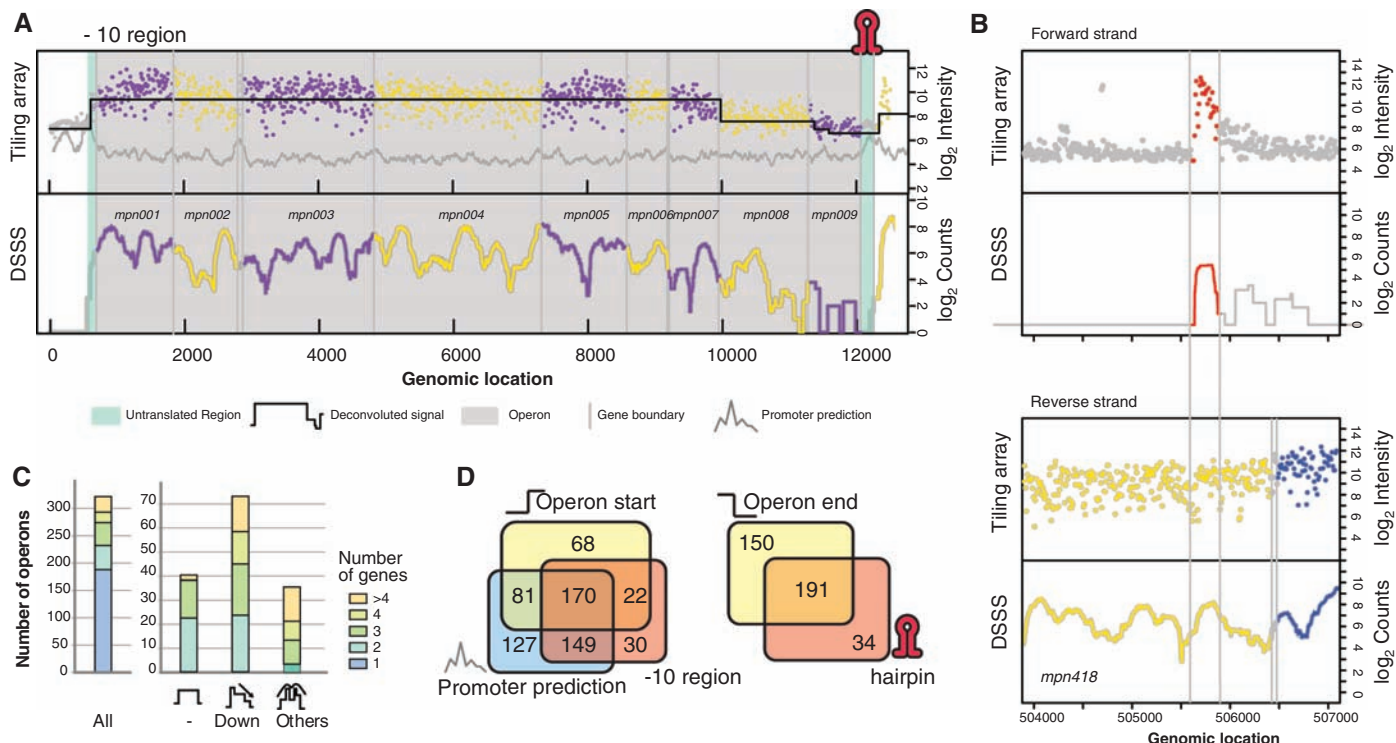 A
- 10 region
Tiling array
12
10
8
6
4
2
log2 Intensity
DSSS
mpn001
mpn002
mpn003
mpn004
mpn005
mpn006
mpn007
mpn008
mpn009
10
8
6
4
2
0
log2 Counts
0
2000
4000
6000
8000
10000
12000
Genomic location
Untranslated Region
Deconvoluted signal
Operon
Gene boundary
Promoter prediction
B
Forward strand
Tiling array
14
12
10
8
6
4
2
log2 Intensity
DSSS
10
8
6
4
2
0
log2 Counts
Reverse strand
Tiling array
14
12
10
8
6
4
log2 Intensity
DSSS
10
8
6
4
2
0
log2 Counts
mpn418
504000
505000
506000
507000
Genomic location
C
Number of operons
300
250
200
150
100
50
0
70
60
50
40
30
20
10
0
All
-
Down
Others
Number
of genes
>4
4
3
2
1
D
Operon start
68
81
170
22
127
149
30
Promoter prediction
-10 region
Operon end
150
191
34
hairpin